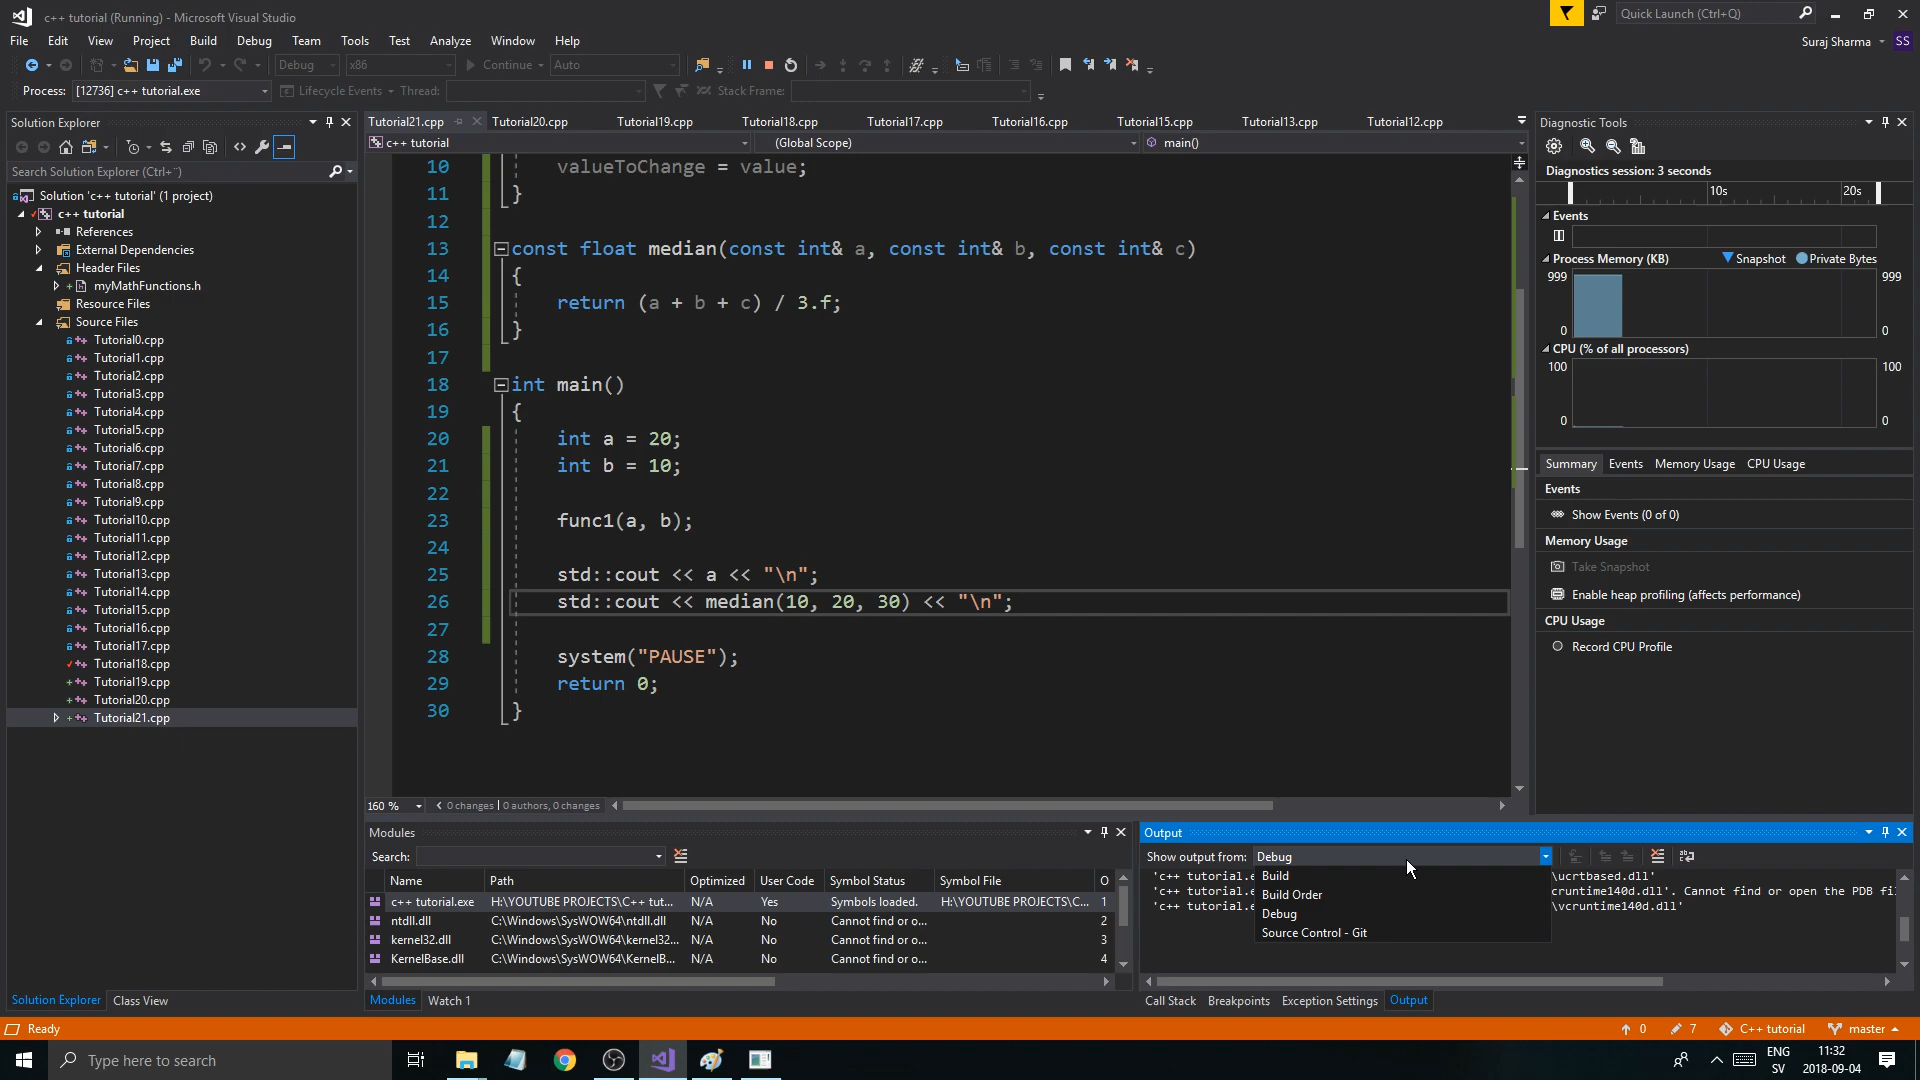 c++ tutorial (Running) - Microsoft Visual Studio
Quick Launch (Ctrl+Q)
File Edit View Project Build Debug Team Tools Test Analyze Window Help
Suraj Sharma SS
Debug x86 Continue Auto
Process: [12736] c++ tutorial.exe Lifecycle Events Thread: Stack Frame:
Solution Explorer
Search Solution Explorer (Ctrl+¨)
Solution 'c++ tutorial' (1 project)
c++ tutorial
References
External Dependencies
Header Files
myMathFunctions.h
Resource Files
Source Files
Tutorial0.cpp
Tutorial1.cpp
Tutorial2.cpp
Tutorial3.cpp
Tutorial4.cpp
Tutorial5.cpp
Tutorial6.cpp
Tutorial7.cpp
Tutorial8.cpp
Tutorial9.cpp
Tutorial10.cpp
Tutorial11.cpp
Tutorial12.cpp
Tutorial13.cpp
Tutorial14.cpp
Tutorial15.cpp
Tutorial16.cpp
Tutorial17.cpp
Tutorial18.cpp
Tutorial19.cpp
Tutorial20.cpp
Tutorial21.cpp
Solution Explorer Class View
Tutorial21.cpp Tutorial20.cpp Tutorial19.cpp Tutorial18.cpp Tutorial17.cpp Tutorial16.cpp Tutorial15.cpp Tutorial13.cpp Tutorial12.cpp
c++ tutorial (Global Scope) main()
10 valueToChange = value;
11 }
12
13 const float median(const int& a, const int& b, const int& c)
14 {
15 return (a + b + c) / 3.f;
16 }
17
18 int main()
19 {
20 int a = 20;
21 int b = 10;
22
23 func1(a, b);
24
25 std::cout << a << "\n";
26 std::cout << median(10, 20, 30) << "\n";
27
28 system("PAUSE");
29 return 0;
30 }
160 % 0 changes | 0 authors, 0 changes
Diagnostic Tools
Diagnostics session: 3 seconds
10s 20s
Events
Process Memory (KB) Snapshot Private Bytes
999 999
0 0
CPU (% of all processors)
100 100
0 0
Summary Events Memory Usage CPU Usage
Events
Show Events (0 of 0)
Memory Usage
Take Snapshot
Enable heap profiling (affects performance)
CPU Usage
Record CPU Profile
Modules
Search:
Name Path Optimized User Code Symbol Status Symbol File O
c++ tutorial.exe H:\YOUTUBE PROJECTS\C++ tut... N/A Yes Symbols loaded. H:\YOUTUBE PROJECTS\C... 1
ntdll.dll C:\Windows\SysWOW64\ntdll.dll N/A No Cannot find or o... 2
kernel32.dll C:\Windows\SysWOW64\kernel32... N/A No Cannot find or o... 3
KernelBase.dll C:\Windows\SysWOW64\KernelB... N/A No Cannot find or o... 4
Modules Watch 1
Output
Show output from: Debug
Build
Build Order
Debug
Source Control - Git
'c++ tutorial.e \ucrtbased.dll'
'c++ tutorial.e cruntime140d.dll'. Cannot find or open the PDB fi
'c++ tutorial.e \vcruntime140d.dll'
Call Stack Breakpoints Exception Settings Output
Ready
0 7 C++ tutorial master
Type here to search
ENG
SV
11:32
2018-09-04